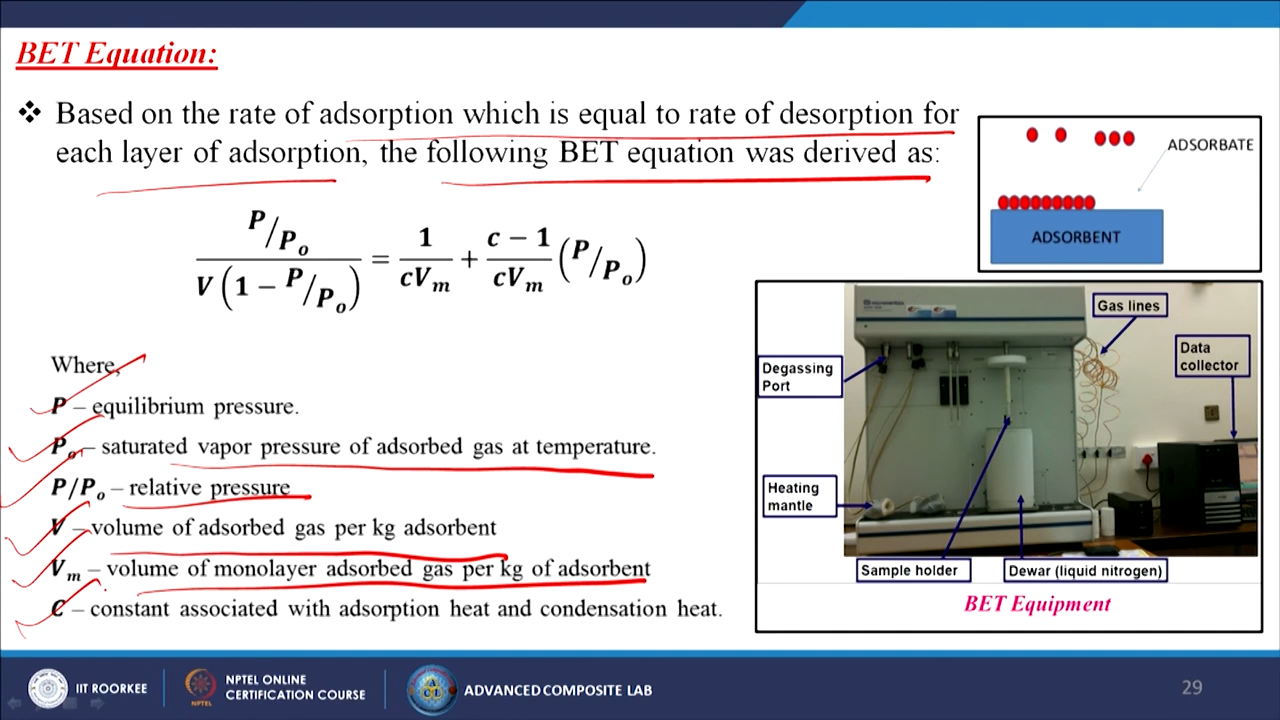 BET Equation:
❖ Based on the rate of adsorption which is equal to rate of desorption for
each layer of adsorption, the following BET equation was derived as:
(P/Pₒ) / (V(1 − P/Pₒ)) = 1/(cVₘ) + (c − 1)/(cVₘ) (P/Pₒ)
Where,
P – equilibrium pressure.
Pₒ – saturated vapor pressure of adsorbed gas at temperature.
P/Pₒ – relative pressure
V – volume of adsorbed gas per kg adsorbent
Vₘ – volume of monolayer adsorbed gas per kg of adsorbent
C – constant associated with adsorption heat and condensation heat.
ADSORBATE
ADSORBENT
Gas lines
Data
collector
Degassing
Port
Heating
mantle
Sample holder
Dewar (liquid nitrogen)
BET Equipment
IIT ROORKEE
NPTEL ONLINE
CERTIFICATION COURSE
NPTEL
ADVANCED COMPOSITE LAB
29